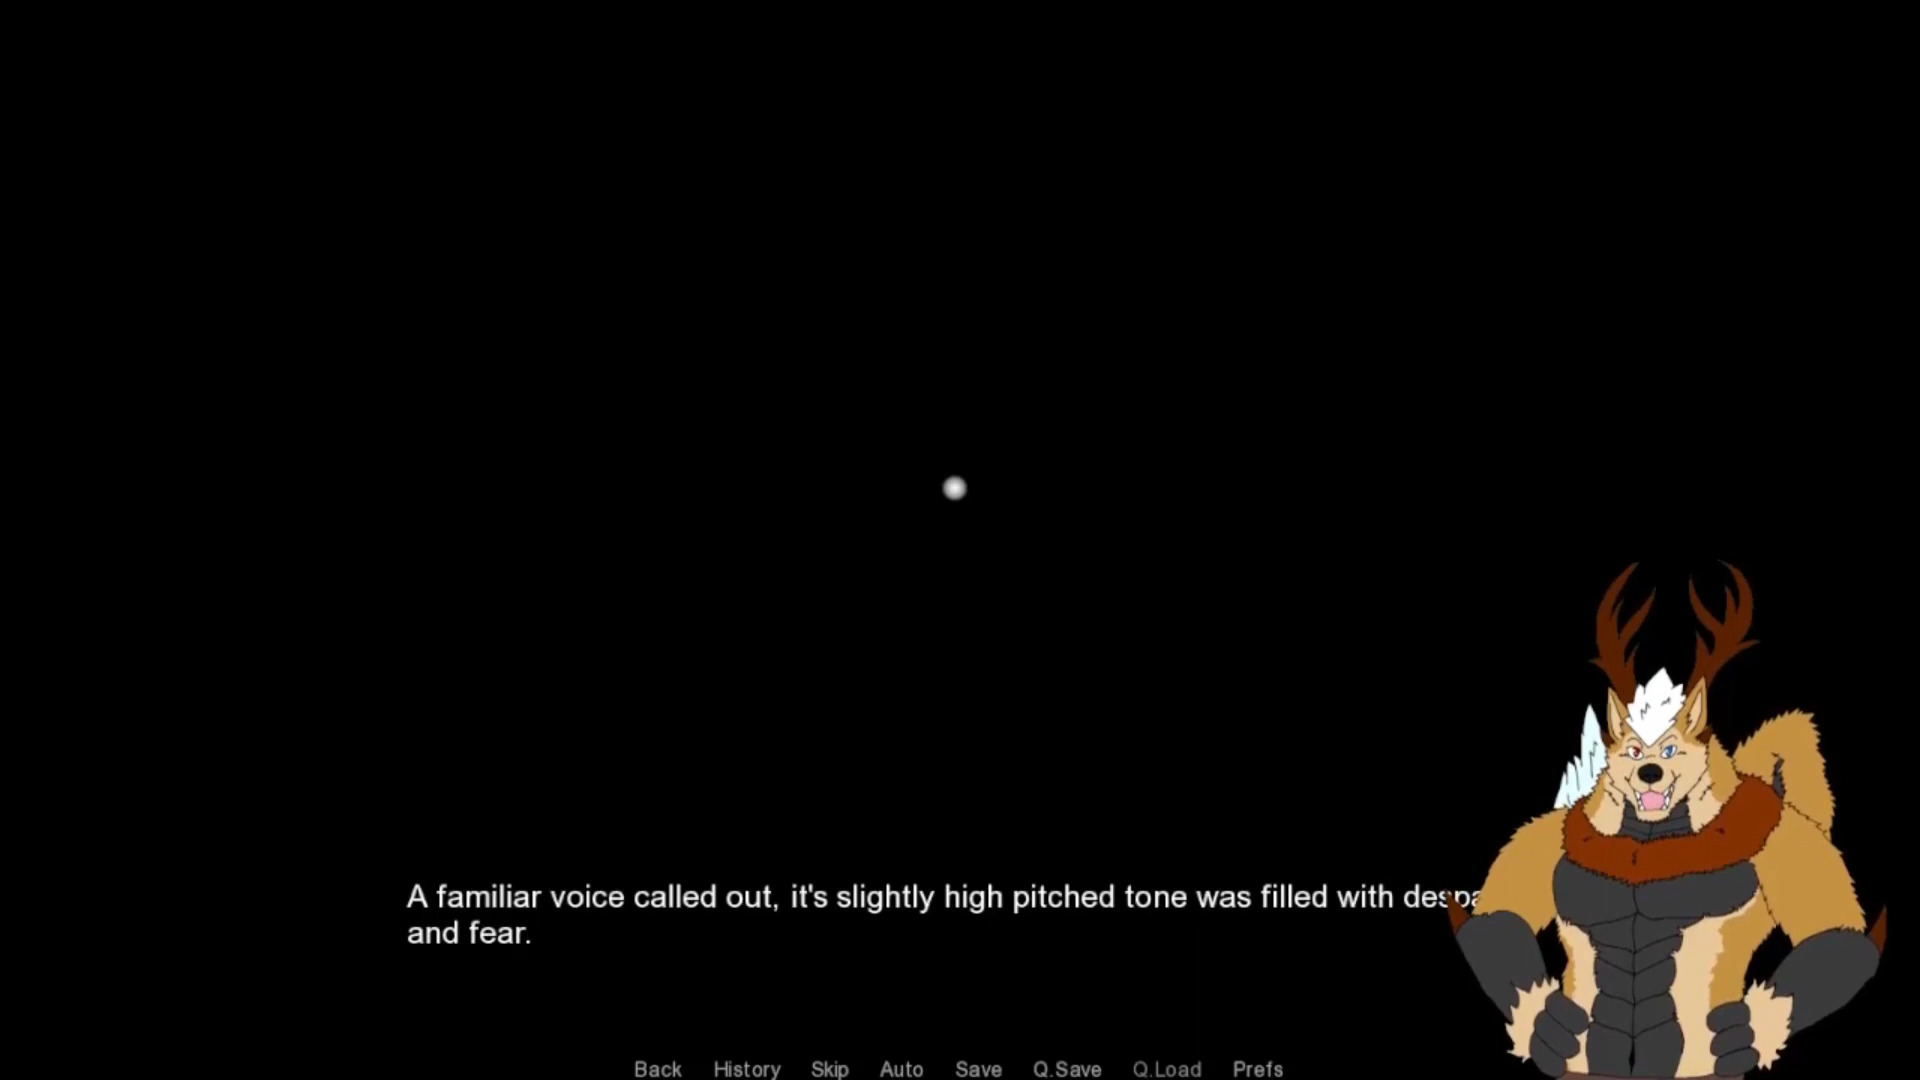 A familiar voice called out, it's slightly high pitched tone was filled with
and fear.
Back History Skip Auto Save Q.Save Q.Load Prefs